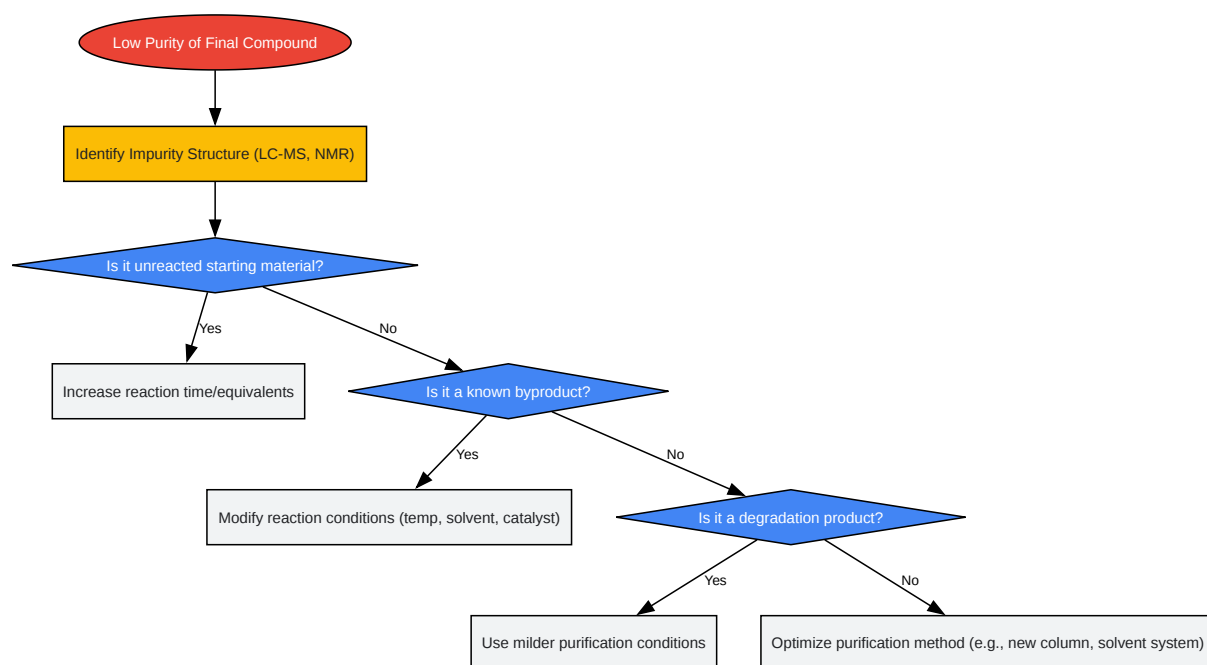 Low Purity of Final Compound
Identify Impurity Structure (LC-MS, NMR)
Is it unreacted starting material?
Yes
No
Increase reaction time/equivalents
Is it a known byproduct?
Yes
No
Modify reaction conditions (temp, solvent, catalyst)
Is it a degradation product?
Yes
No
Use milder purification conditions
Optimize purification method (e.g., new column, solvent system)